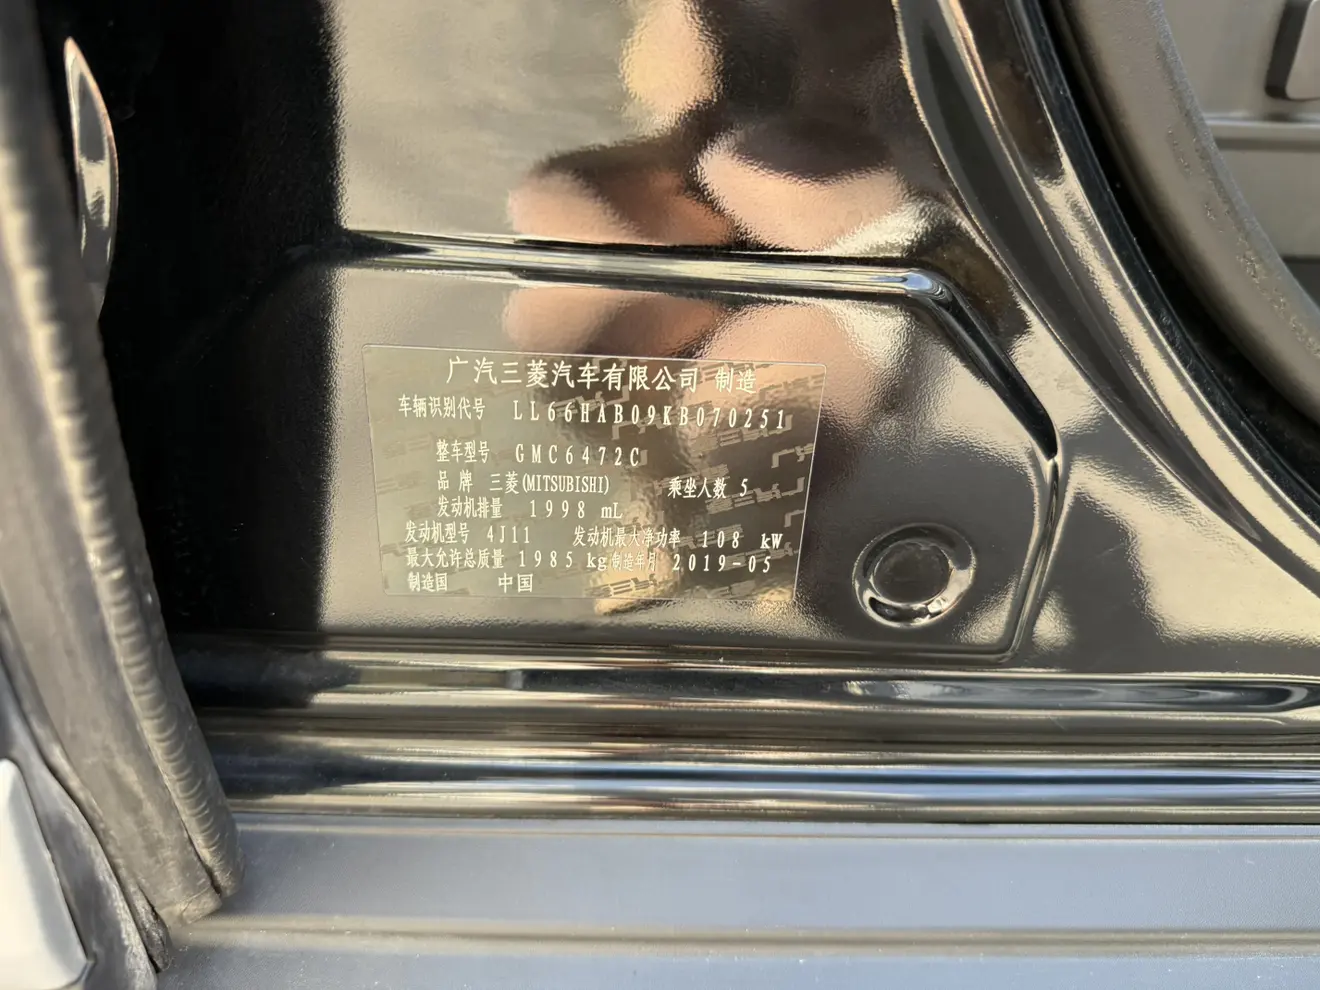 广汽三菱汽车有限公司 制造
车辆识别代号 LL66HAB09KB070251
整车型号 GMC6472C
品牌 三菱(MITSUBISHI) 乘坐人数 5
发动机排量 1998 mL
发动机型号 4J11 发动机最大净功率 108 kW
最大允许总质量 1985 kg 制造年月 2019-05
制造国 中国